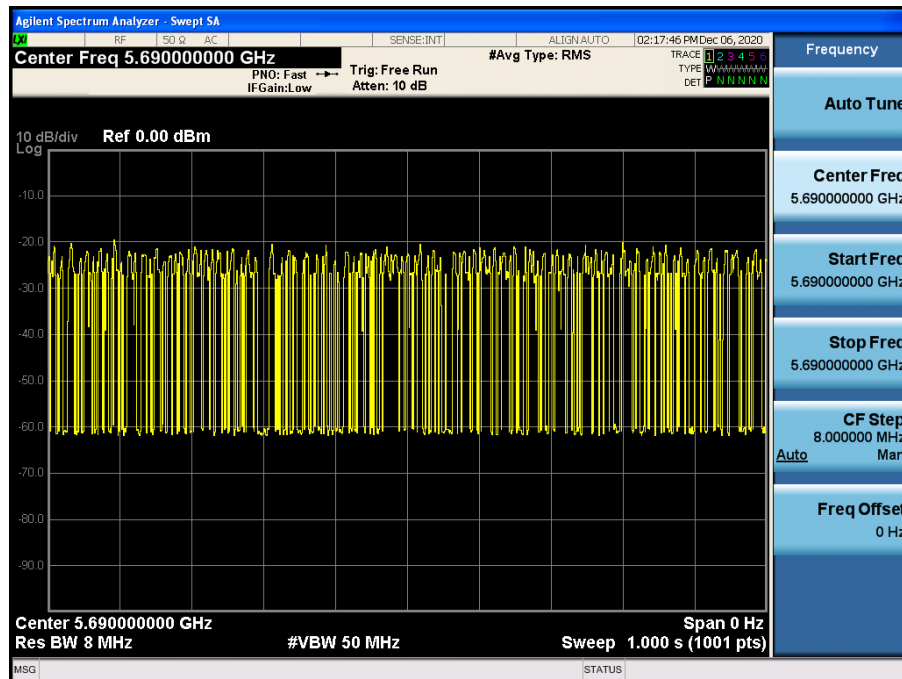 Agilent Spectrum Analyzer - Swept SA
LXI RF 50 Ω AC SENSE:INT ALIGN AUTO 02:17:46 PM Dec 06, 2020
Center Freq 5.690000000 GHz #Avg Type: RMS TRACE 1 2 3 4 5 6
PNO: Fast Trig: Free Run TYPE WWWWWW
IFGain:Low Atten: 10 dB DET P N N N N N
10 dB/div Ref 0.00 dBm
Log
-10.0
-20.0
-30.0
-40.0
-50.0
-60.0
-70.0
-80.0
-90.0
Center 5.690000000 GHz Span 0 Hz
Res BW 8 MHz #VBW 50 MHz Sweep 1.000 s (1001 pts)
MSG STATUS
Frequency
Auto Tune
Center Freq
5.690000000 GHz
Start Freq
5.690000000 GHz
Stop Freq
5.690000000 GHz
CF Step
8.000000 MHz
Auto Man
Freq Offset
0 Hz